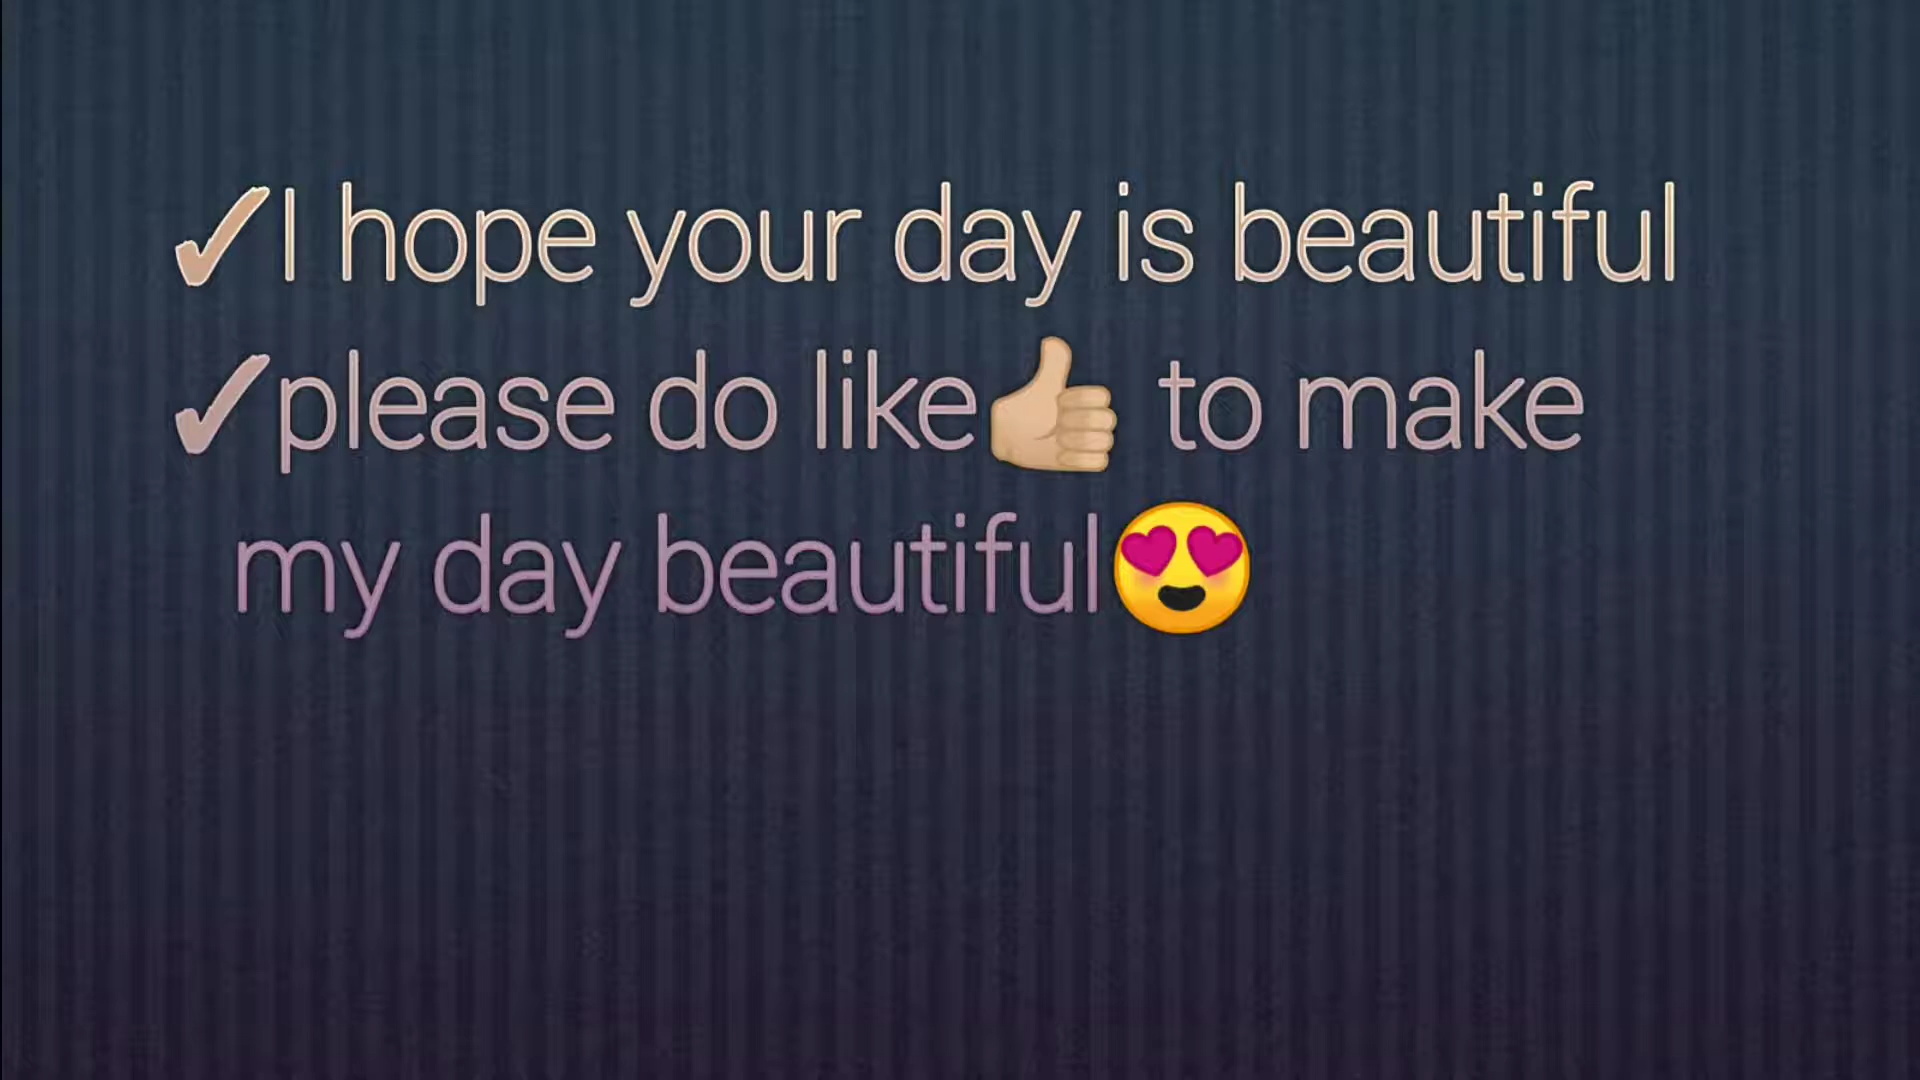 ✔I hope your day is beautiful
✔please do like👍🏼 to make
my day beautiful😍